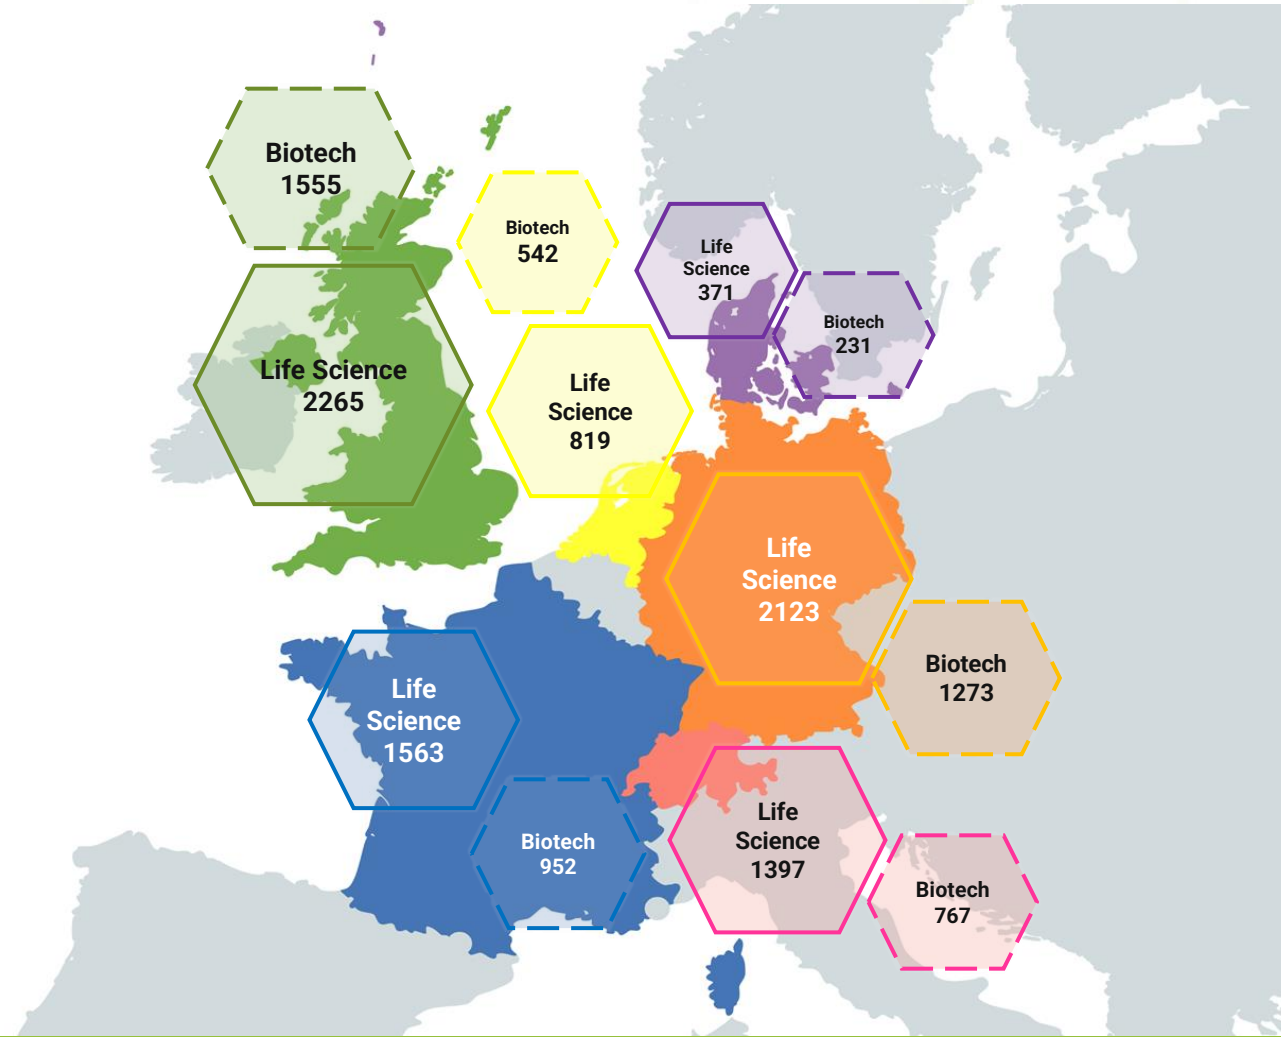 Biotech
1555
Biotech
542
Life
Science
371
Biotech
231
Life Science
2265
Life
Science
819
Life
Science
2123
Biotech
1273
Life
Science
1563
Biotech
952
Life
Science
1397
Biotech
767